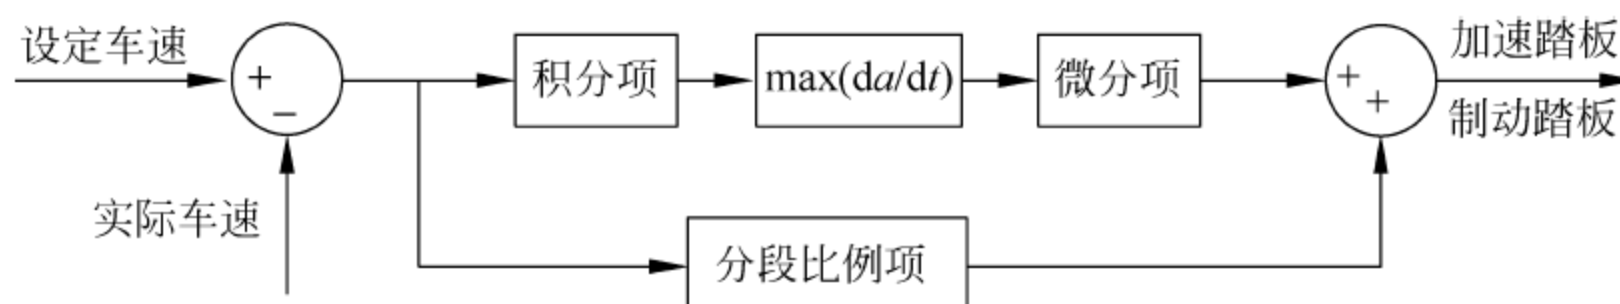 设定车速
+
−
实际车速
积分项
max(da/dt)
微分项
分段比例项
+
+
加速踏板
制动踏板